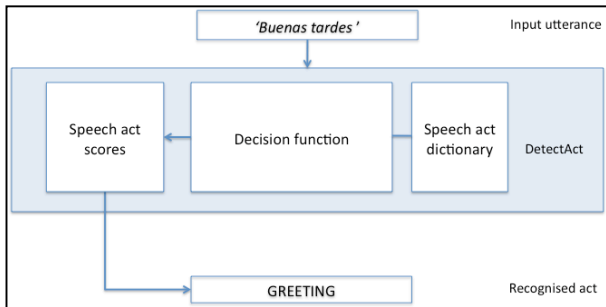 ‘Buenas tardes ’
Input utterance
Speech act
scores
Decision function
Speech act
dictionary
DetectAct
GREETING
Recognised act